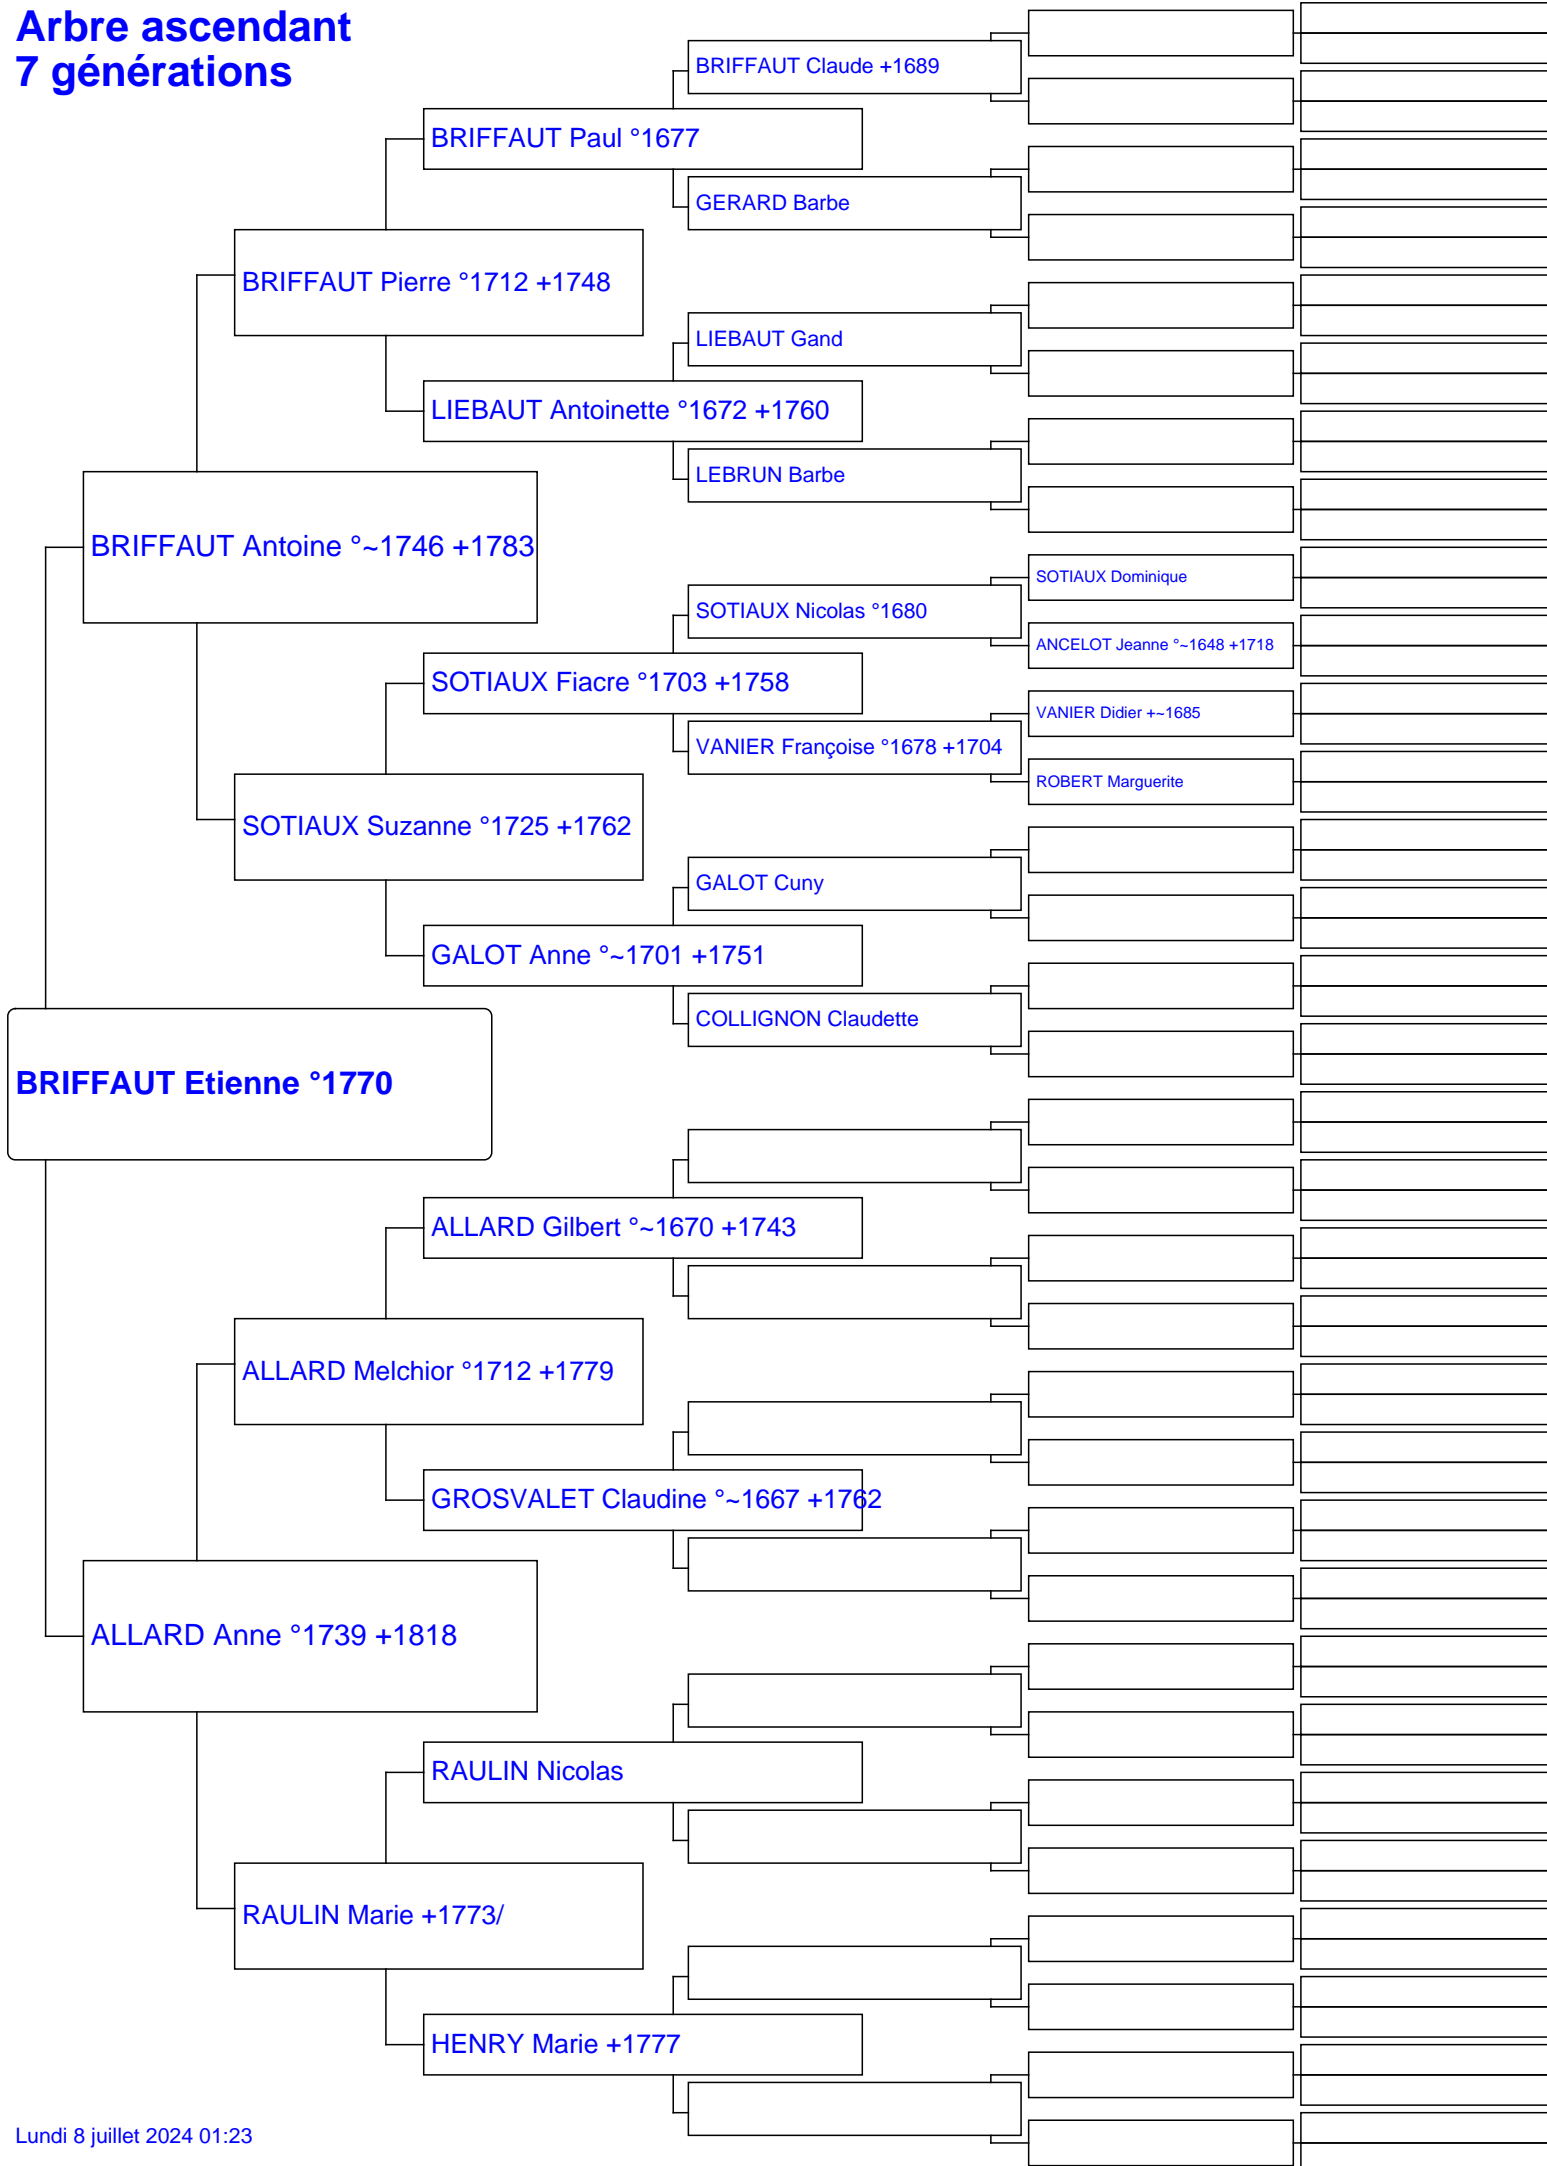 Arbre ascendant
7 générations
BRIFFAUT Claude +1689
BRIFFAUT Paul °1677
GERARD Barbe
BRIFFAUT Pierre °1712 +1748
LIEBAUT Gand
LIEBAUT Antoinette °1672 +1760
LEBRUN Barbe
BRIFFAUT Antoine °~1746 +1783
SOTIAUX Dominique
SOTIAUX Nicolas °1680
ANCELOT Jeanne °~1648 +1718
SOTIAUX Fiacre °1703 +1758
VANIER Didier +~1685
VANIER Françoise °1678 +1704
ROBERT Marguerite
SOTIAUX Suzanne °1725 +1762
GALOT Cuny
GALOT Anne °~1701 +1751
COLLIGNON Claudette
BRIFFAUT Etienne °1770
ALLARD Gilbert °~1670 +1743
ALLARD Melchior °1712 +1779
GROSVALET Claudine °~1667 +1762
ALLARD Anne °1739 +1818
RAULIN Nicolas
RAULIN Marie +1773/
HENRY Marie +1777
Lundi 8 juillet 2024 01:23